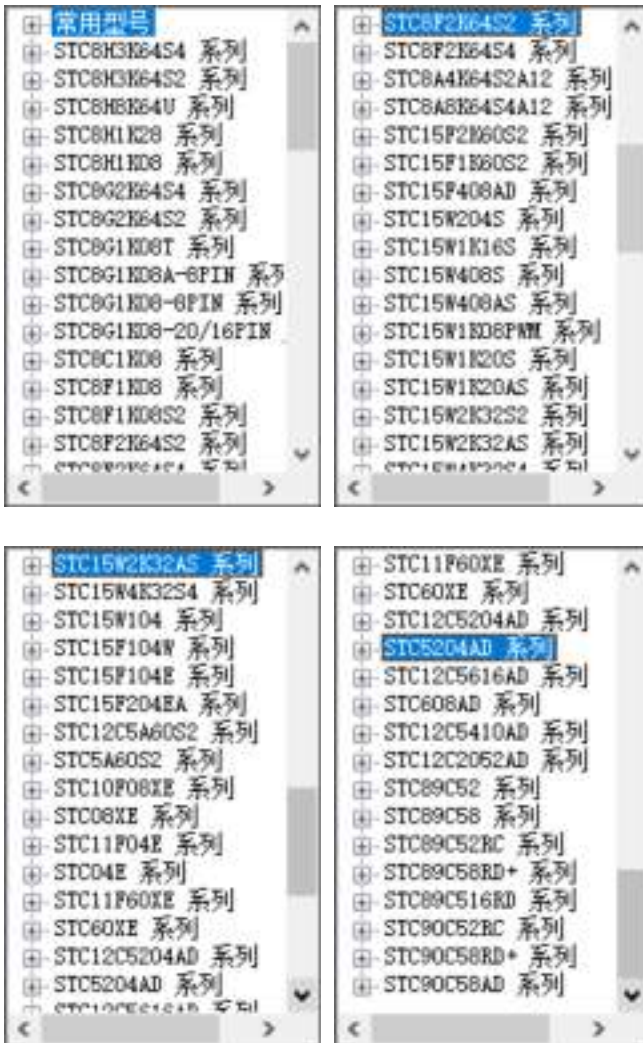 常用型号
STC8H3K64S4 系列
STC8H3K64S2 系列
STC8H8K64U 系列
STC8H1K28 系列
STC8H1K08 系列
STC8G2K64S4 系列
STC8G2K64S2 系列
STC8G1K08T 系列
STC8G1K08A-8PIN 系
STC8G1K08-8PIN 系列
STC8G1K08-20/16PIN
STC8C1K08 系列
STC8F1K08 系列
STC8F1K08S2 系列
STC8F2K64S2 系列
STC8F2K64S2 系列
STC8F2K64S4 系列
STC8A4K64S2A12 系列
STC8A8K64S4A12 系列
STC15F2K60S2 系列
STC15F1K60S2 系列
STC15F408AD 系列
STC15W204S 系列
STC15W1K16S 系列
STC15W408S 系列
STC15W408AS 系列
STC15W1K08PWM 系列
STC15W1K20S 系列
STC15W1K20AS 系列
STC15W2K32S2 系列
STC15W2K32AS 系列
STC15W2K32AS 系列
STC15W4K32S4 系列
STC15W104 系列
STC15F104W 系列
STC15F104E 系列
STC15F204EA 系列
STC12C5A60S2 系列
STC5A60S2 系列
STC10F08XE 系列
STC08XE 系列
STC11F04E 系列
STC04E 系列
STC11F60XE 系列
STC60XE 系列
STC12C5204AD 系列
STC5204AD 系列
STC11F60XE 系列
STC60XE 系列
STC12C5204AD 系列
STC5204AD 系列
STC12C5616AD 系列
STC608AD 系列
STC12C5410AD 系列
STC12C2052AD 系列
STC89C52 系列
STC89C58 系列
STC89C52RC 系列
STC89C58RD+ 系列
STC89C516RD 系列
STC90C52RC 系列
STC90C58RD+ 系列
STC90C58AD 系列